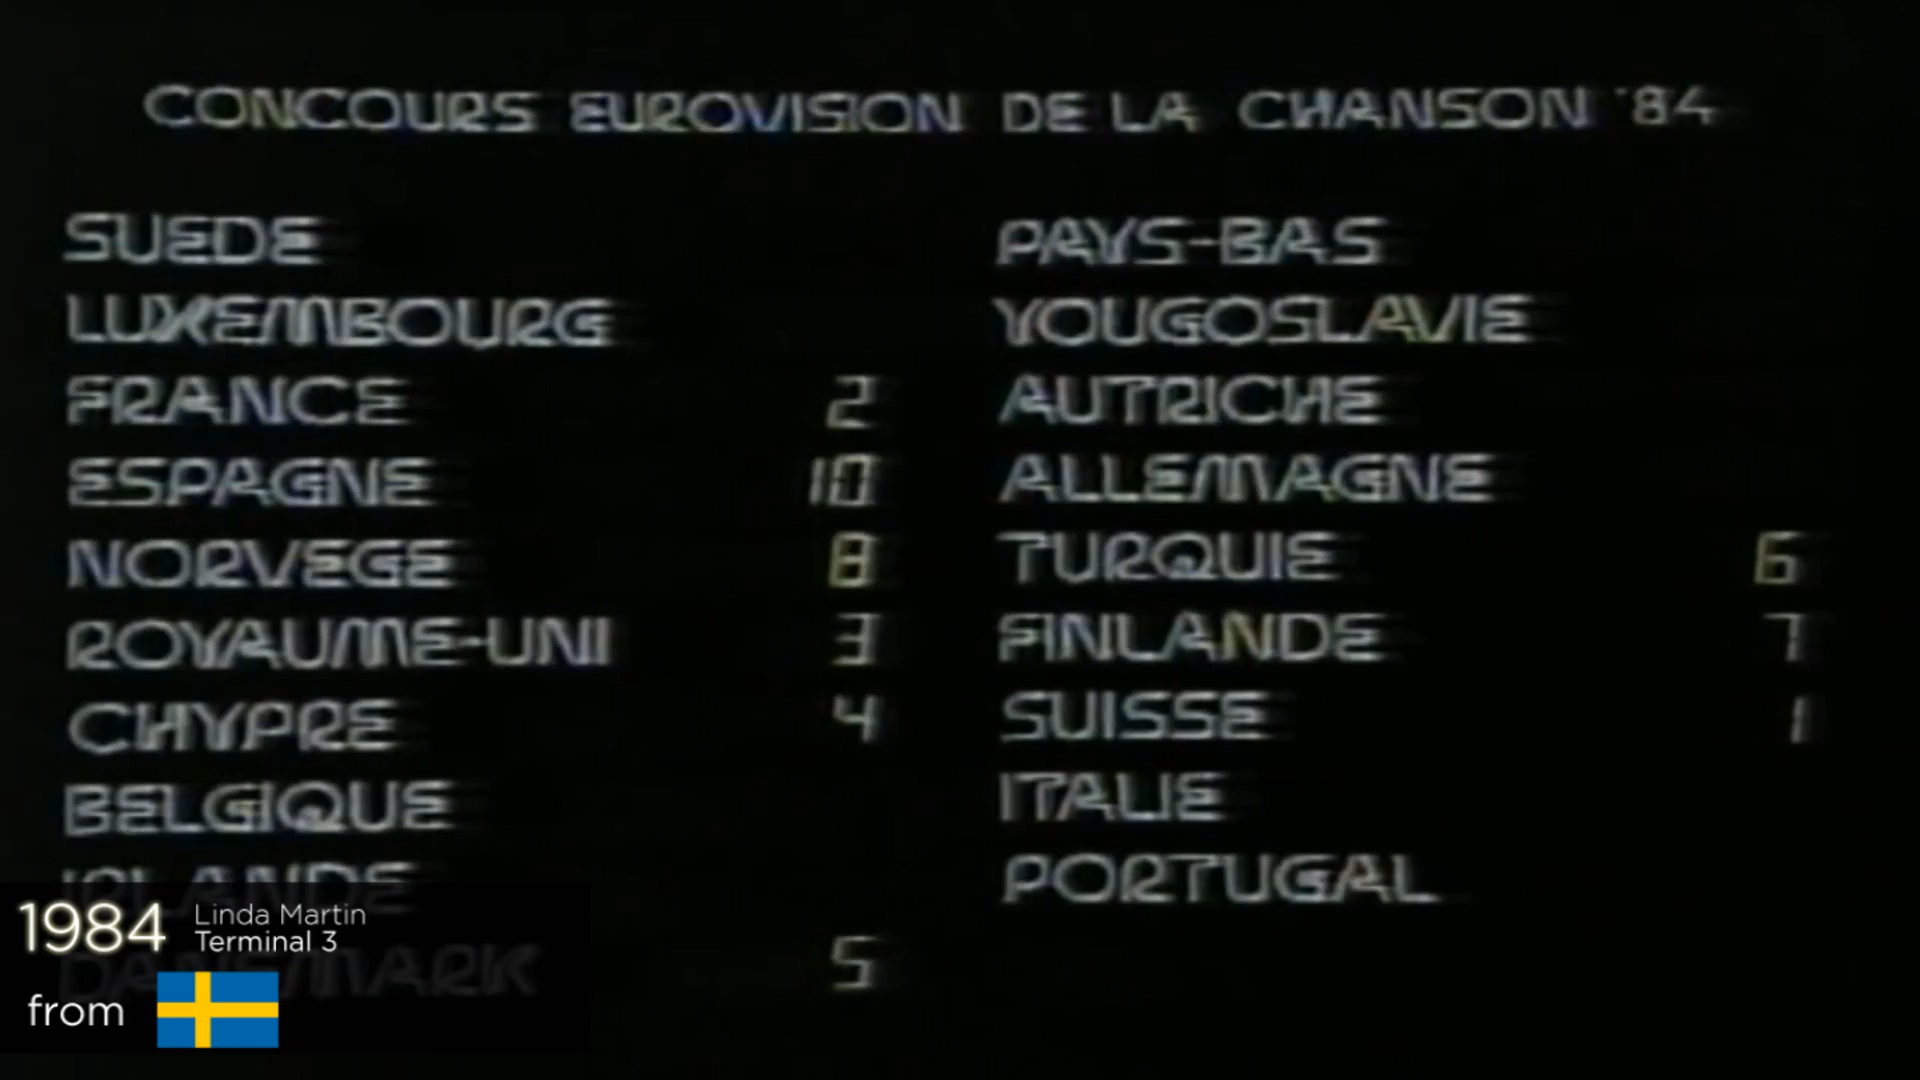 CONCOURS EUROVISION DE LA CHANSON '84
SUEDE
LUXEMBOURG
FRANCE 2
ESPAGNE 10
NORVEGE 8
ROYAUME-UNI 3
CHYPRE 4
BELGIQUE
IRLANDE
DANEMARK 5
PAYS-BAS
YOUGOSLAVIE
AUTRICHE
ALLEMAGNE
TURQUIE 6
FINLANDE 7
SUISSE 1
ITALIE
PORTUGAL
1984 Linda Martin
Terminal 3
from